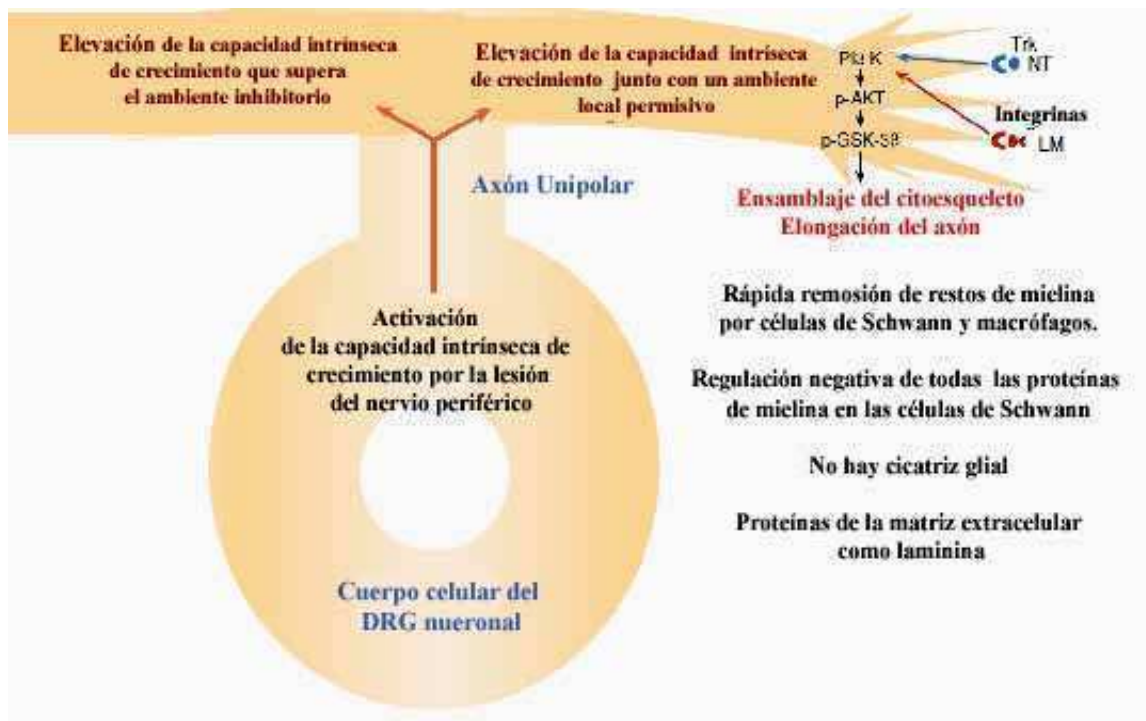 Elevación de la capacidad intrínseca
de crecimiento que supera
el ambiente inhibitorio
Elevación de la capacidad intríseca
de crecimiento junto con un ambiente
local permisivo
Axón Unipolar
Activación
de la capacidad intrínseca de
crecimiento por la lesión
del nervio periférico
Cuerpo celular del
DRG nueronal
Trk
NT
p-AKT
Integrinas
LM
p-GSK-3β
Ensamblaje del citoesqueleto
Elongación del axón
Rápida remosión de restos de mielina
por células de Schwann y macrófagos.
Regulación negativa de todas las proteínas
de mielina en las células de Schwann
No hay cicatriz glial
Proteínas de la matriz extracelular
como laminina